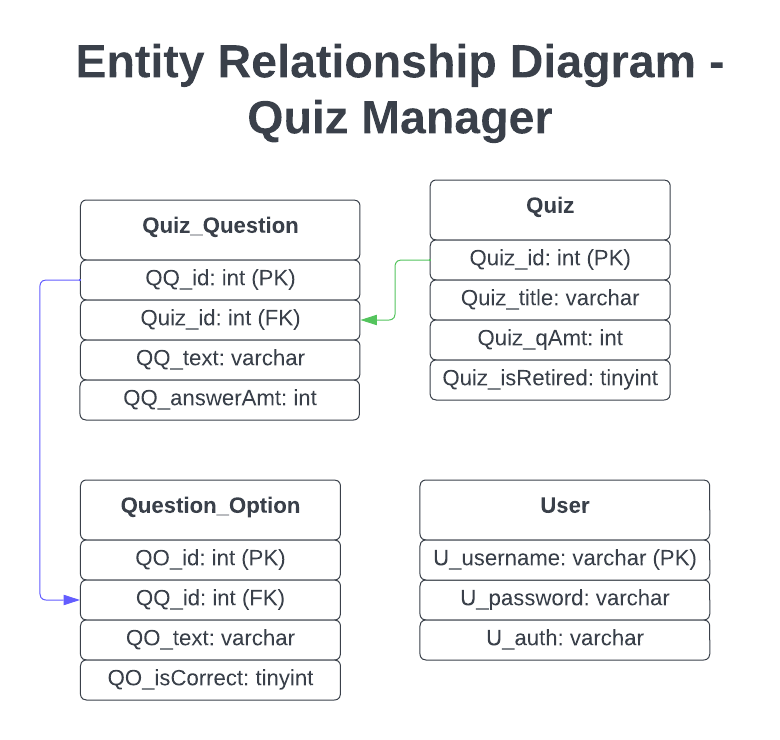 Entity Relationship Diagram -
Quiz Manager
Quiz_Question
QQ_id: int (PK)
Quiz_id: int (FK)
QQ_text: varchar
QQ_answerAmt: int
Quiz
Quiz_id: int (PK)
Quiz_title: varchar
Quiz_qAmt: int
Quiz_isRetired: tinyint
Question_Option
QO_id: int (PK)
QQ_id: int (FK)
QO_text: varchar
QO_isCorrect: tinyint
User
U_username: varchar (PK)
U_password: varchar
U_auth: varchar